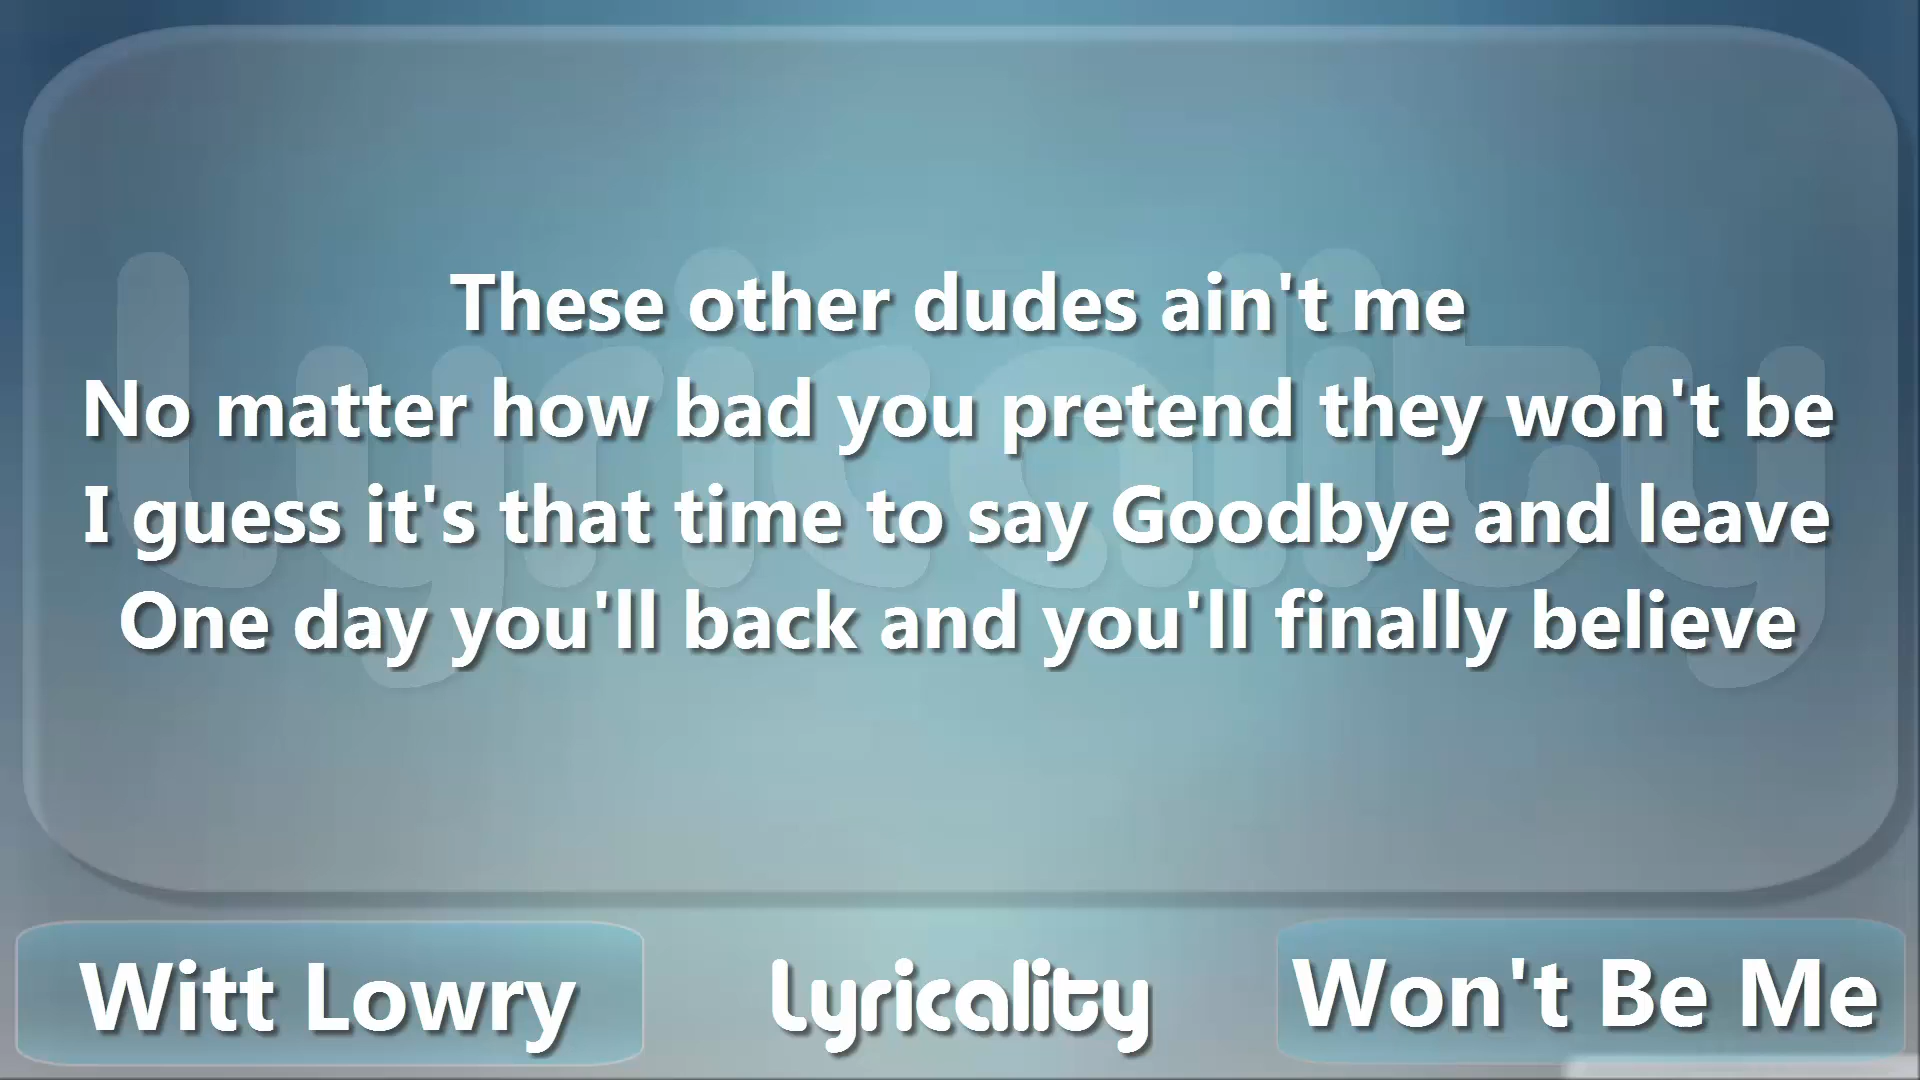 These other dudes ain't me
No matter how bad you pretend they won't be
I guess it's that time to say Goodbye and leave
One day you'll back and you'll finally believe
Lyricality
Witt Lowry
Lyricality
Won't Be Me